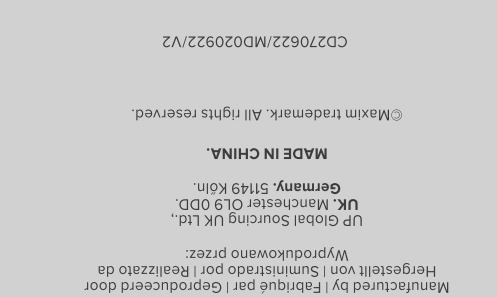 Manufactured by | Fabriqué par | Geproduceerd door
Hergestellt von | Suministrado por | Realizzato da
Wyprodukowano przez:
UP Global Sourcing UK Ltd.,
UK. Manchester OL9 0DD.
Germany. 51149 Köln.
MADE IN CHINA.
©Maxim trademark. All rights reserved.
CD270622/MD020922/V2